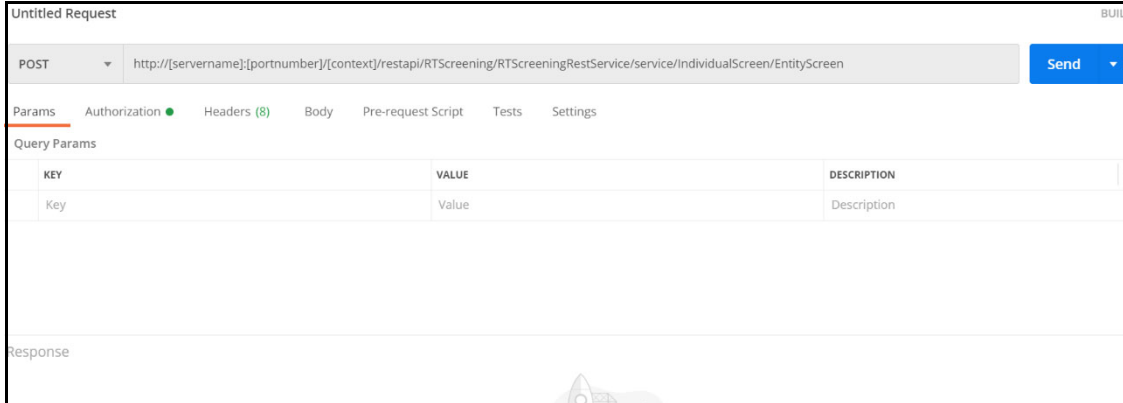 Untitled Request
POST http://[servername]:[portnumber]/[context]/restapi/RTScreening/RTScreeningRestService/service/IndividualScreen/EntityScreen Send
Params Authorization Headers (8) Body Pre-request Script Tests Settings
Query Params
KEY VALUE DESCRIPTION
Key Value Description
Response